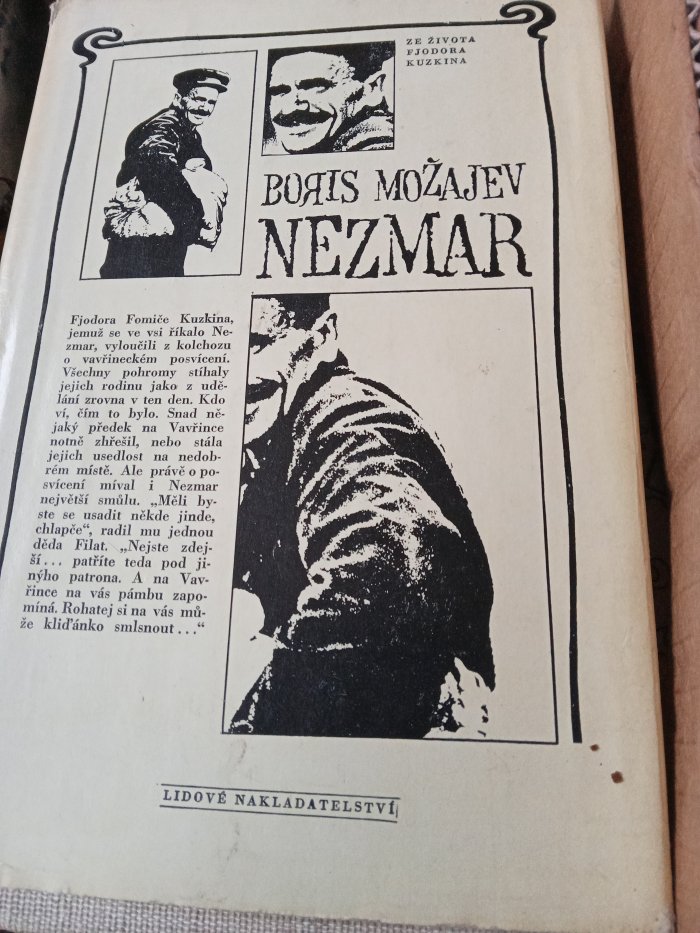 ZE ŽIVOTA
FJODORA
KUZKINA
BOЯIS MOŽAJEV
NEZMAR
Fjodora Fomiče Kuzkina,
jemuž se ve vsi říkalo Ne-
zmar, vyloučili z kolchozu
o vavřineckém posvícení.
Všechny pohromy stíhaly
jejich rodinu jako z udě-
lání zrovna v ten den. Kdo
ví, čím to bylo. Snad ně-
jaký předek na Vavřince
notně zhřešil, nebo stála
jejich usedlost na nedob-
rém místě. Ale právě o po-
svícení míval i Nezmar
největší smůlu. „Měli by-
ste se usadit někde jinde,
chlapče“, radil mu jednou
děda Filat. „Nejste zdej-
ší... patříte teda pod ji-
nýho patrona. A na Vav-
řince na vás pámbu zapo-
míná. Rohatej si na vás mů-
že kliďánko smlsnout...“
LIDOVÉ NAKLADATELSTVÍ